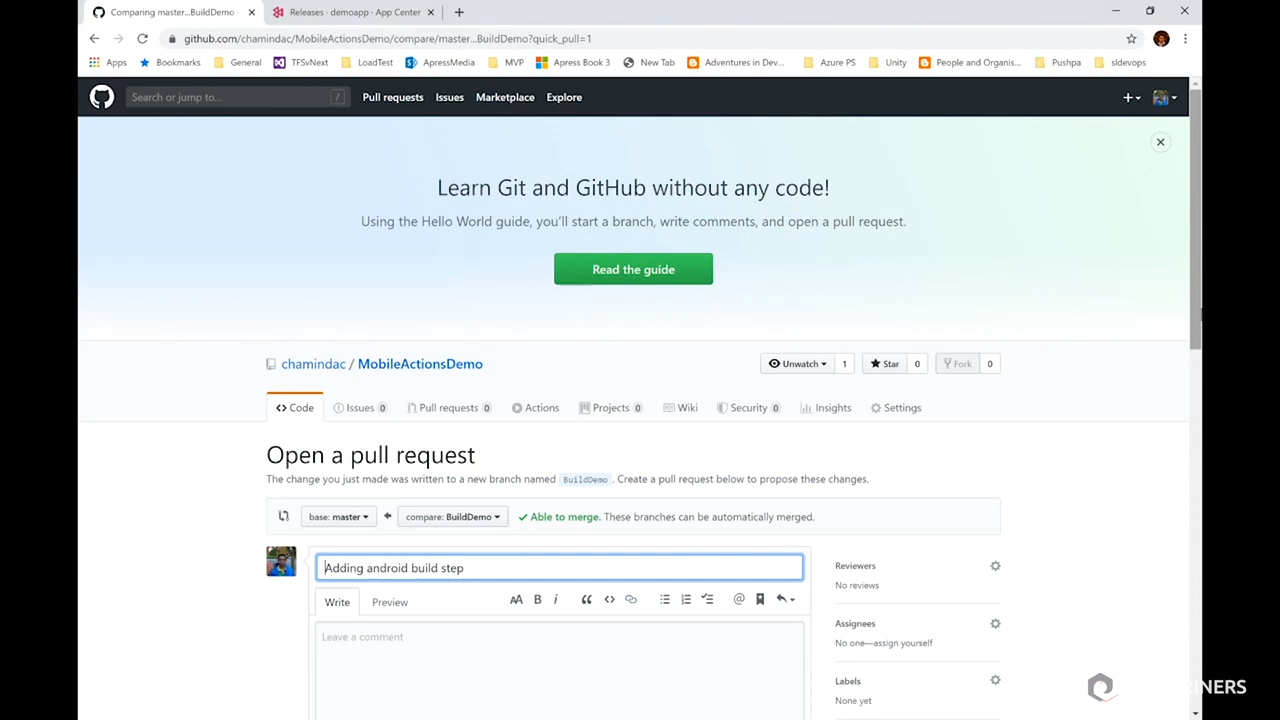 Comparing master...BuildDemo
Releases · demoapp · App Center
github.com/chamindac/MobileActionsDemo/compare/master...BuildDemo?quick_pull=1
Apps Bookmarks General TFSvNext LoadTest ApressMedia MVP Apress Book 3 New Tab Adventures in Dev... Azure PS Unity People and Organis... Pushpa sldevops
Search or jump to... / Pull requests Issues Marketplace Explore
Learn Git and GitHub without any code!
Using the Hello World guide, you'll start a branch, write comments, and open a pull request.
Read the guide
chamindac / MobileActionsDemo Unwatch 1 Star 0 Fork 0
Code Issues 0 Pull requests 0 Actions Projects 0 Wiki Security 0 Insights Settings
Open a pull request
The change you just made was written to a new branch named BuildDemo. Create a pull request below to propose these changes.
base: master compare: BuildDemo Able to merge. These branches can be automatically merged.
Adding android build step
Write Preview
Leave a comment
Reviewers
No reviews
Assignees
No one—assign yourself
Labels
None yet